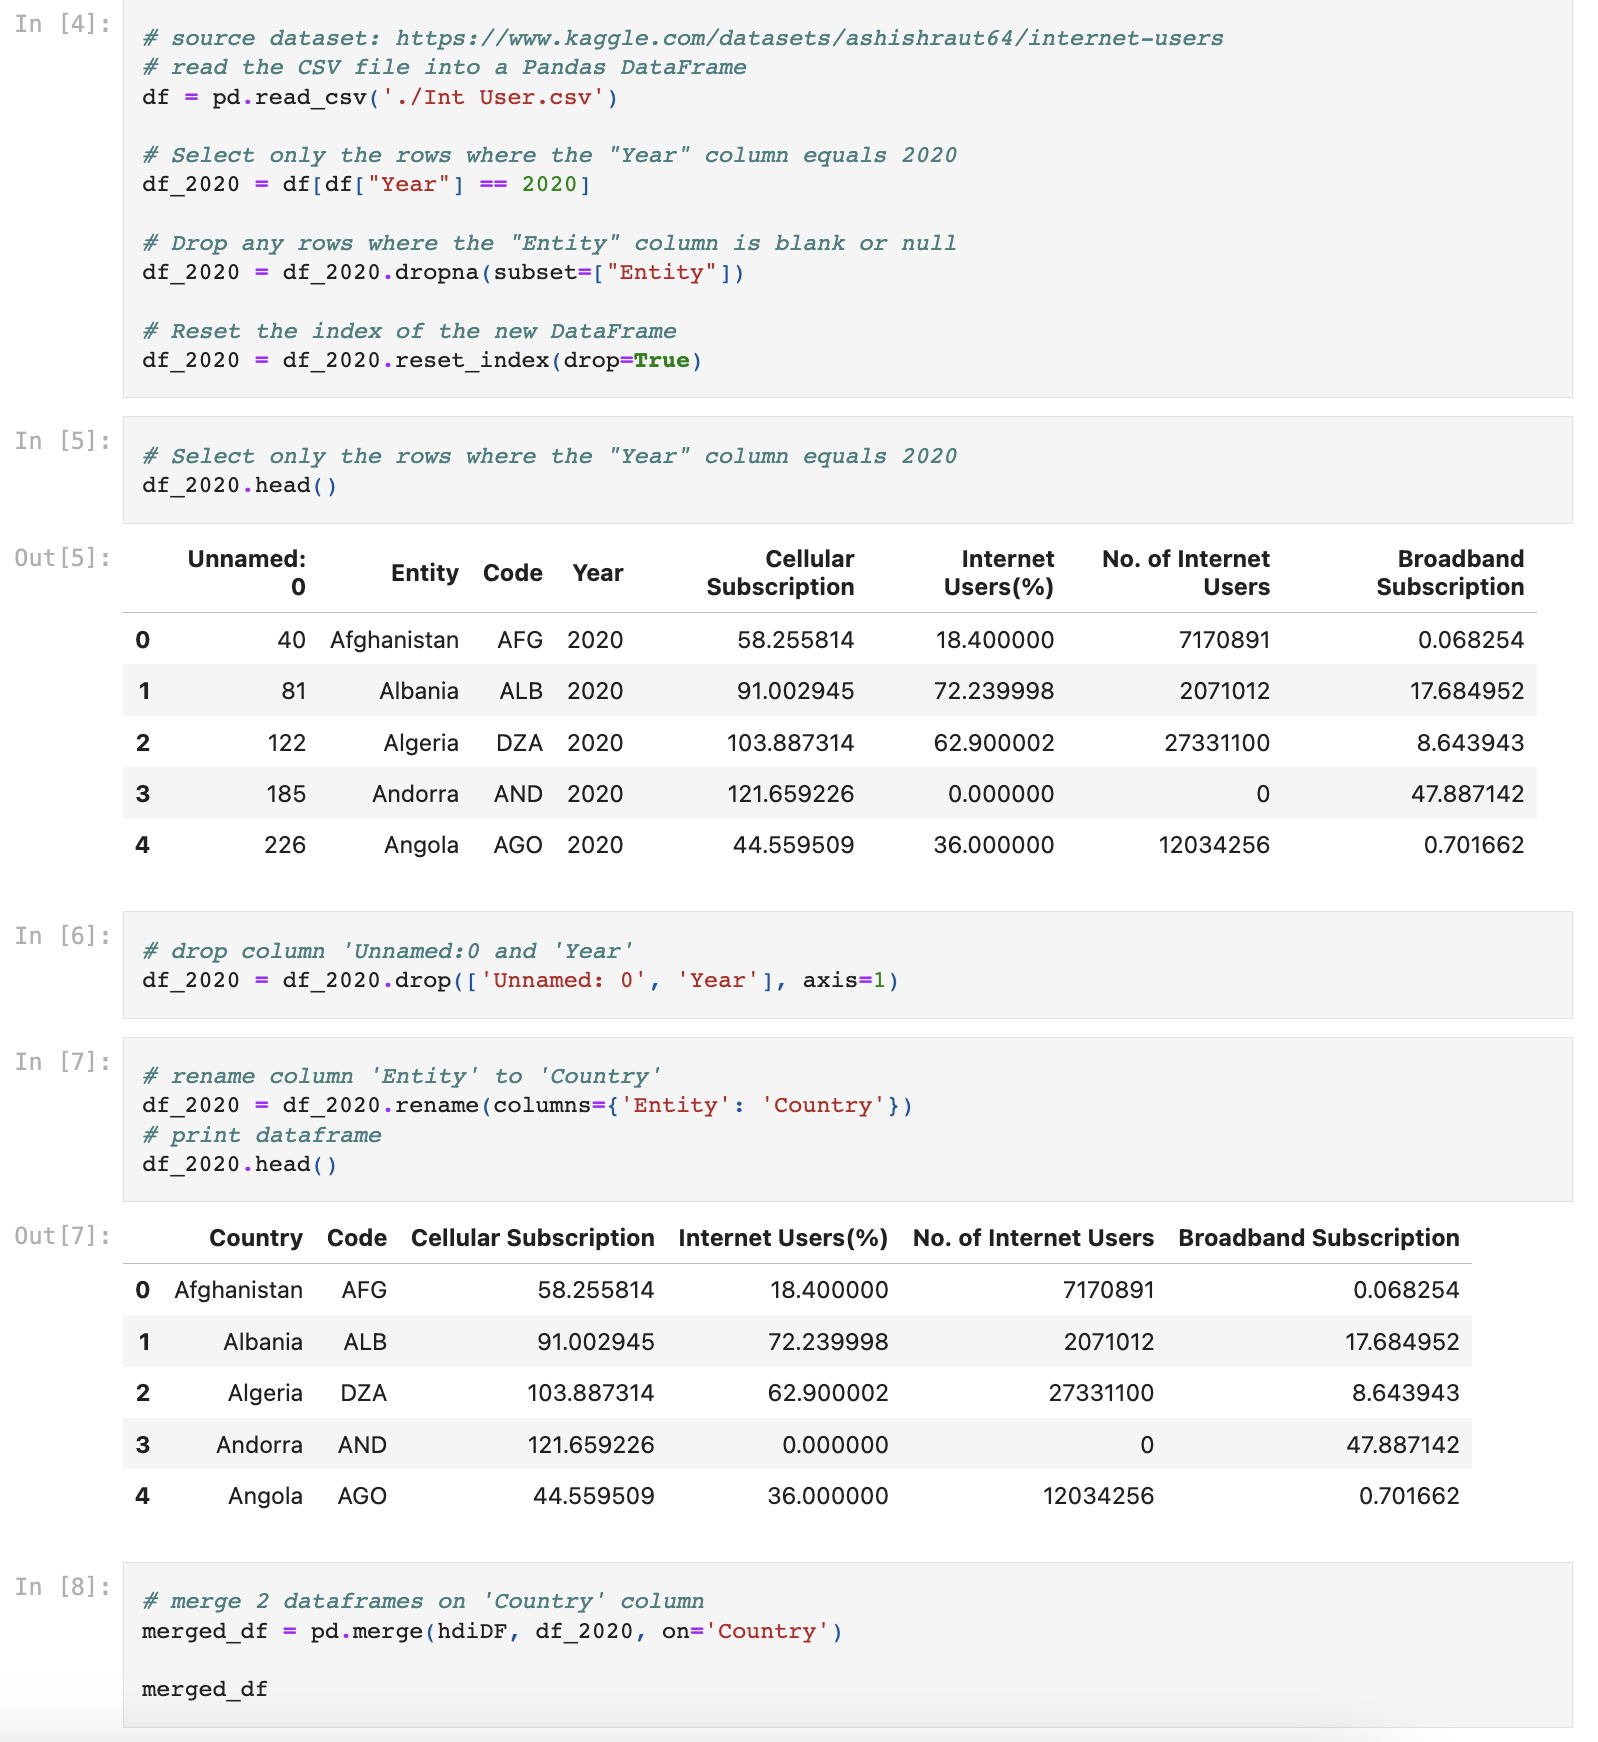 In [4]:
# source dataset: https://www.kaggle.com/datasets/ashishraut64/internet-users
# read the CSV file into a Pandas DataFrame
df = pd.read_csv('./Int User.csv')
# Select only the rows where the "Year" column equals 2020
df_2020 = df[df["Year"] == 2020]
# Drop any rows where the "Entity" column is blank or null
df_2020 = df_2020.dropna(subset=["Entity"])
# Reset the index of the new DataFrame
df_2020 = df_2020.reset_index(drop=True)
In [5]:
# Select only the rows where the "Year" column equals 2020
df_2020.head()
Out[5]:
Unnamed: 0 Entity Code Year Cellular Subscription Internet Users(%) No. of Internet Users Broadband Subscription
0 40 Afghanistan AFG 2020 58.255814 18.400000 7170891 0.068254
1 81 Albania ALB 2020 91.002945 72.239998 2071012 17.684952
2 122 Algeria DZA 2020 103.887314 62.900002 27331100 8.643943
3 185 Andorra AND 2020 121.659226 0.000000 0 47.887142
4 226 Angola AGO 2020 44.559509 36.000000 12034256 0.701662
In [6]:
# drop column 'Unnamed:0 and 'Year'
df_2020 = df_2020.drop(['Unnamed: 0', 'Year'], axis=1)
In [7]:
# rename column 'Entity' to 'Country'
df_2020 = df_2020.rename(columns={'Entity': 'Country'})
# print dataframe
df_2020.head()
Out[7]:
Country Code Cellular Subscription Internet Users(%) No. of Internet Users Broadband Subscription
0 Afghanistan AFG 58.255814 18.400000 7170891 0.068254
1 Albania ALB 91.002945 72.239998 2071012 17.684952
2 Algeria DZA 103.887314 62.900002 27331100 8.643943
3 Andorra AND 121.659226 0.000000 0 47.887142
4 Angola AGO 44.559509 36.000000 12034256 0.701662
In [8]:
# merge 2 dataframes on 'Country' column
merged_df = pd.merge(hdiDF, df_2020, on='Country')
merged_df